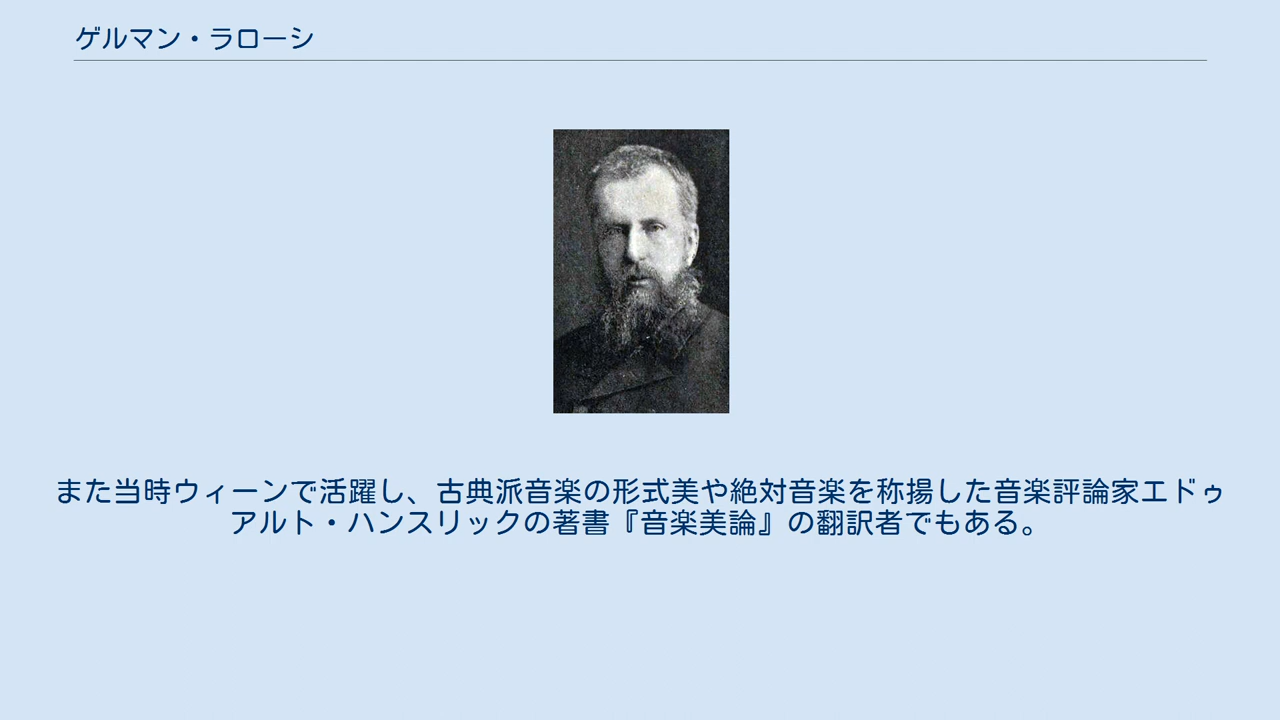 ゲルマン・ラローシ
また当時ウィーンで活躍し、古典派音楽の形式美や絶対音楽を称揚した音楽評論家エドゥ
アルト・ハンスリックの著書『音楽美論』の翻訳者でもある。